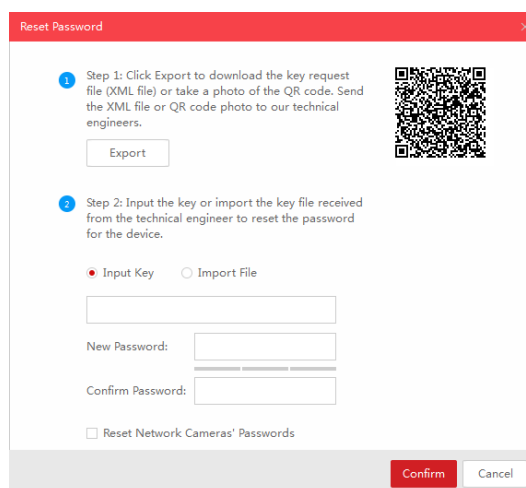 Reset Password
1
Step 1: Click Export to download the key request
file (XML file) or take a photo of the QR code. Send
the XML file or QR code photo to our technical
engineers.
Export
2
Step 2: Input the key or import the key file received
from the technical engineer to reset the password
for the device.
Input Key
Import File
New Password:
Confirm Password:
Reset Network Cameras' Passwords
Confirm
Cancel